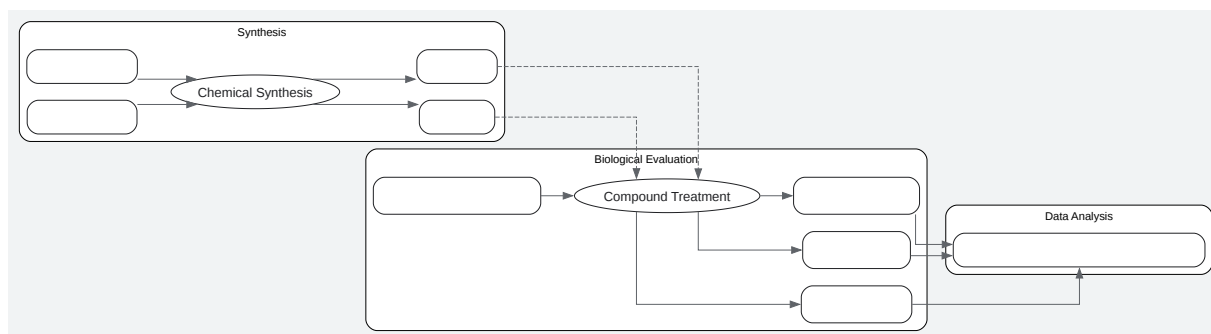 Synthesis
Chemical Synthesis
Biological Evaluation
Compound Treatment
Data Analysis